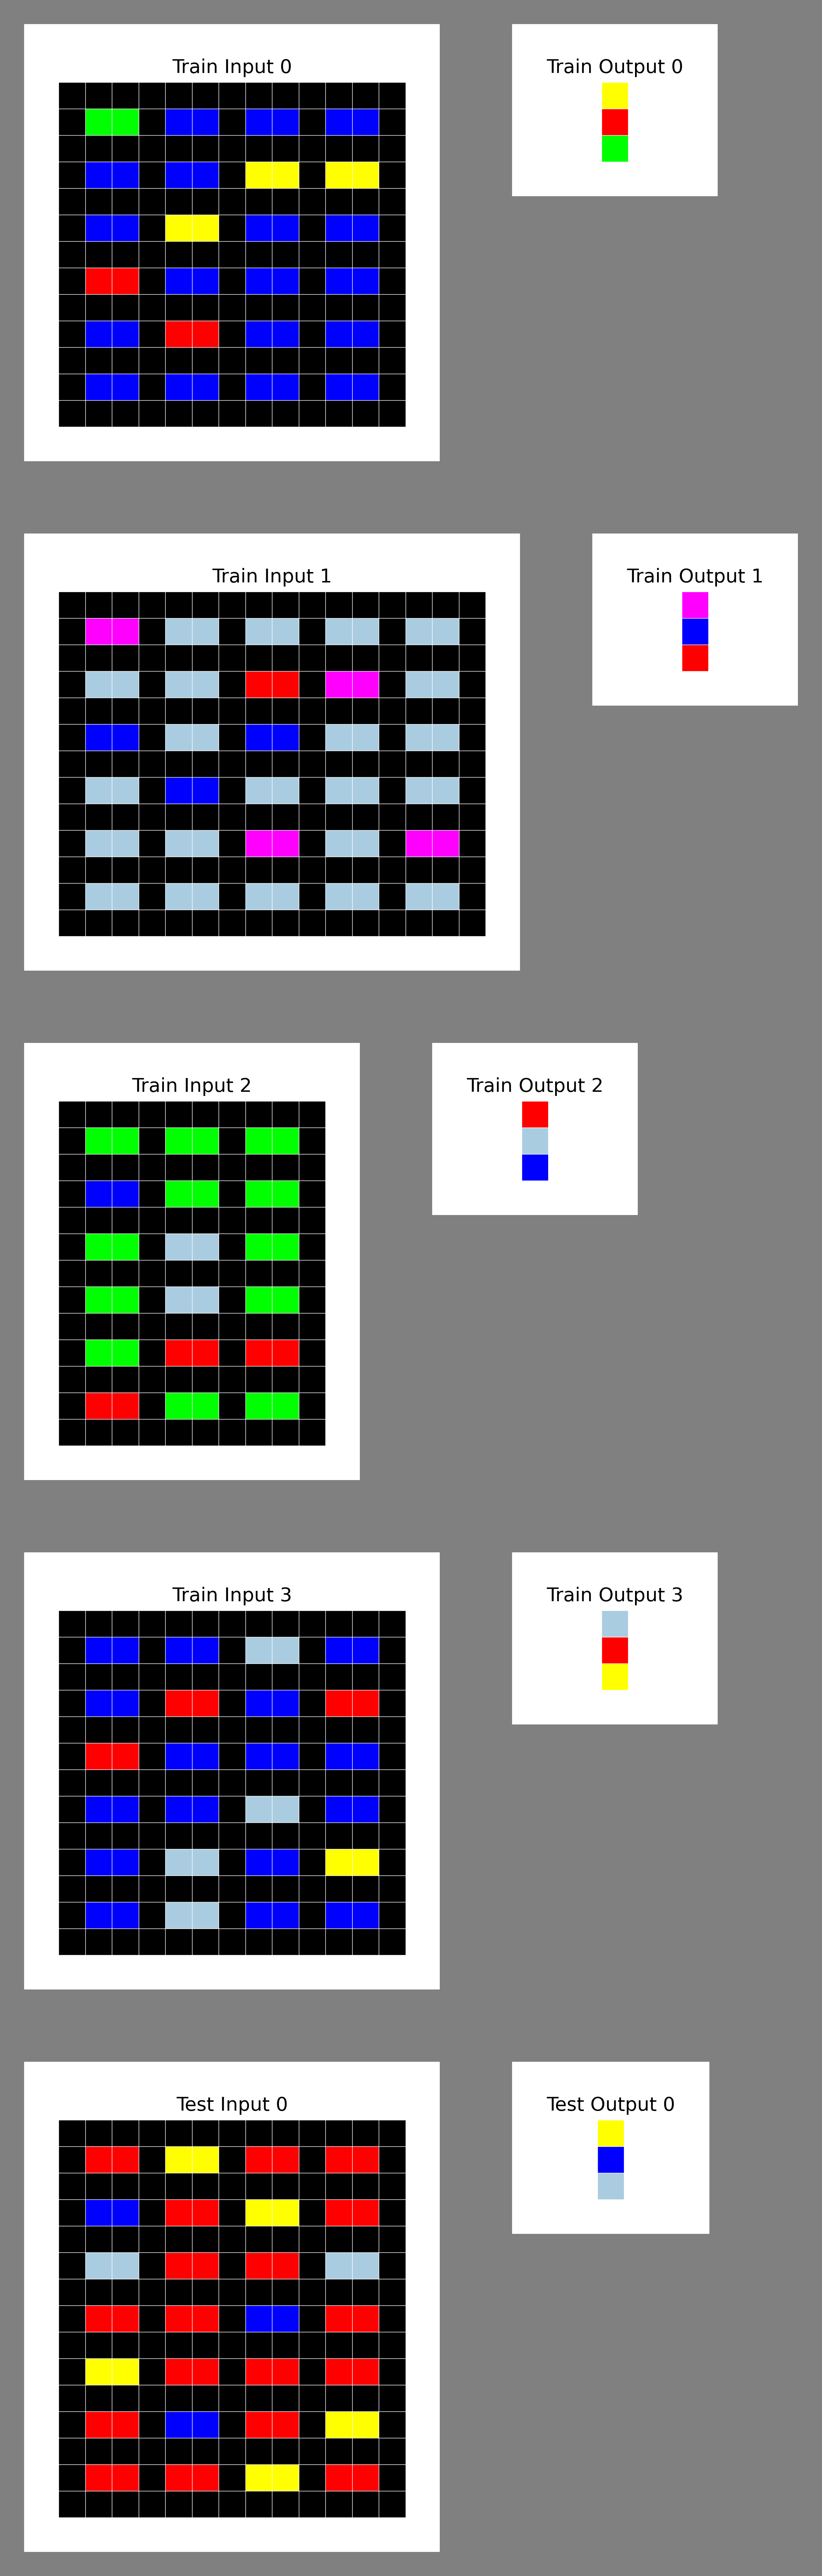 Train Input 0
Train Output 0
Train Input 1
Train Output 1
Train Input 2
Train Output 2
Train Input 3
Train Output 3
Test Input 0
Test Output 0